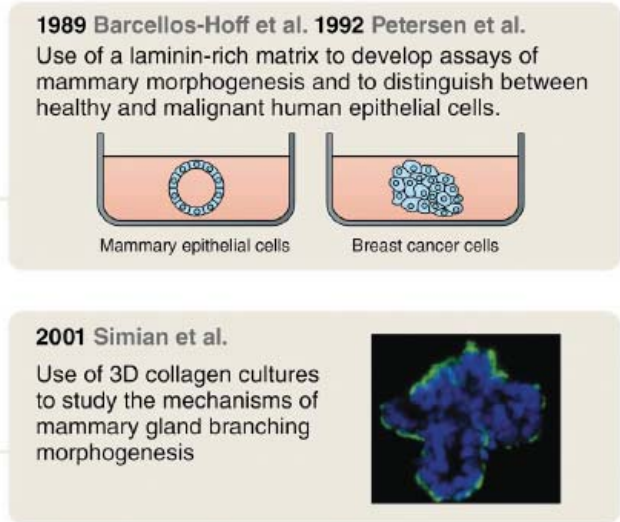 1989 Barcellos-Hoff et al. 1992 Petersen et al.
Use of a laminin-rich matrix to develop assays of
mammary morphogenesis and to distinguish between
healthy and malignant human epithelial cells.
Mammary epithelial cells
Breast cancer cells
2001 Simian et al.
Use of 3D collagen cultures
to study the mechanisms of
mammary gland branching
morphogenesis